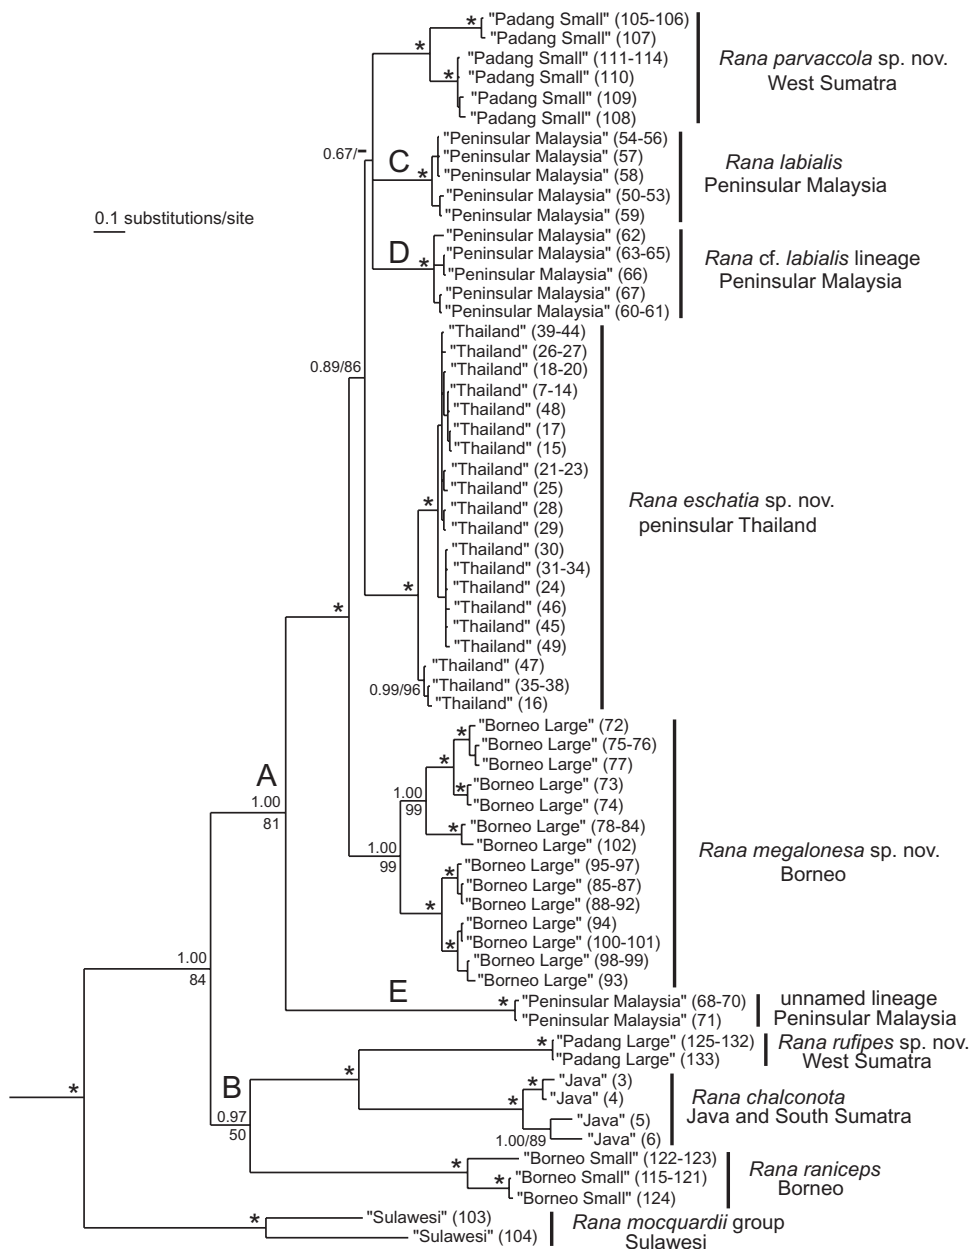 * "Padang Small" (105-106)
"Padang Small" (107)
*
* "Padang Small" (111-114)
"Padang Small" (110)
"Padang Small" (109)
"Padang Small" (108)
Rana parvaccola sp. nov.
West Sumatra
0.67/-
C
* "Peninsular Malaysia" (54-56)
"Peninsular Malaysia" (57)
"Peninsular Malaysia" (58)
"Peninsular Malaysia" (50-53)
"Peninsular Malaysia" (59)
Rana labialis
Peninsular Malaysia
0.1 substitutions/site
D
* "Peninsular Malaysia" (62)
"Peninsular Malaysia" (63-65)
"Peninsular Malaysia" (66)
"Peninsular Malaysia" (67)
"Peninsular Malaysia" (60-61)
Rana cf. labialis lineage
Peninsular Malaysia
0.89/86
"Thailand" (39-44)
"Thailand" (26-27)
"Thailand" (18-20)
"Thailand" (7-14)
"Thailand" (48)
"Thailand" (17)
"Thailand" (15)
"Thailand" (21-23)
"Thailand" (25)
*
"Thailand" (28)
"Thailand" (29)
"Thailand" (30)
"Thailand" (31-34)
*
"Thailand" (24)
"Thailand" (46)
"Thailand" (45)
"Thailand" (49)
"Thailand" (47)
0.99/96
"Thailand" (35-38)
"Thailand" (16)
Rana eschatia sp. nov.
peninsular Thailand
*
A
1.00
81
* "Borneo Large" (72)
"Borneo Large" (75-76)
*
"Borneo Large" (77)
* "Borneo Large" (73)
"Borneo Large" (74)
1.00
99
* "Borneo Large" (78-84)
"Borneo Large" (102)
1.00
99
* "Borneo Large" (95-97)
"Borneo Large" (85-87)
"Borneo Large" (88-92)
*
"Borneo Large" (94)
* "Borneo Large" (100-101)
"Borneo Large" (98-99)
"Borneo Large" (93)
Rana megalonesa sp. nov.
Borneo
1.00
84
E
* "Peninsular Malaysia" (68-70)
"Peninsular Malaysia" (71)
unnamed lineage
Peninsular Malaysia
* "Padang Large" (125-132)
"Padang Large" (133)
Rana rufipes sp. nov.
West Sumatra
*
B
0.97
50
*
* "Java" (3)
"Java" (4)
*
"Java" (5)
1.00/89
"Java" (6)
Rana chalconota
Java and South Sumatra
* "Borneo Small" (122-123)
* "Borneo Small" (115-121)
"Borneo Small" (124)
Rana raniceps
Borneo
* "Sulawesi" (103)
"Sulawesi" (104)
Rana mocquardii group
Sulawesi